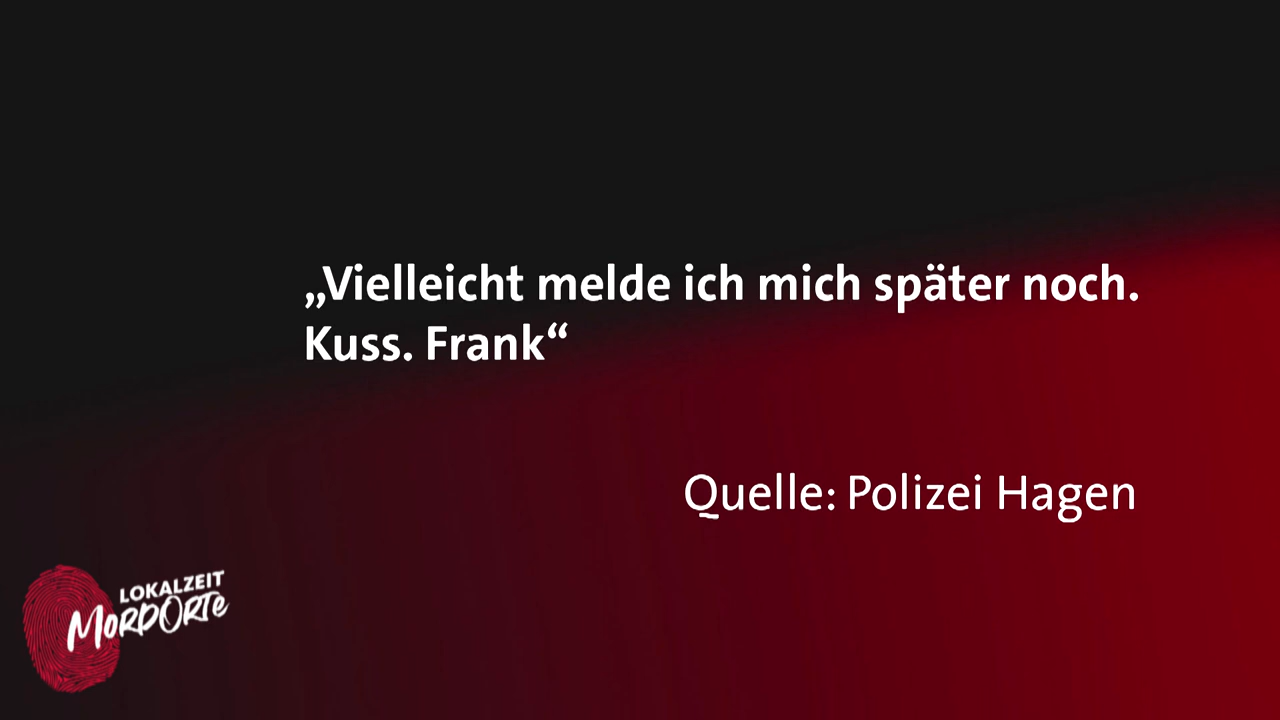 „Vielleicht melde ich mich später noch.
Kuss. Frank“
Quelle: Polizei Hagen
LOKALZEIT
MORDORTe